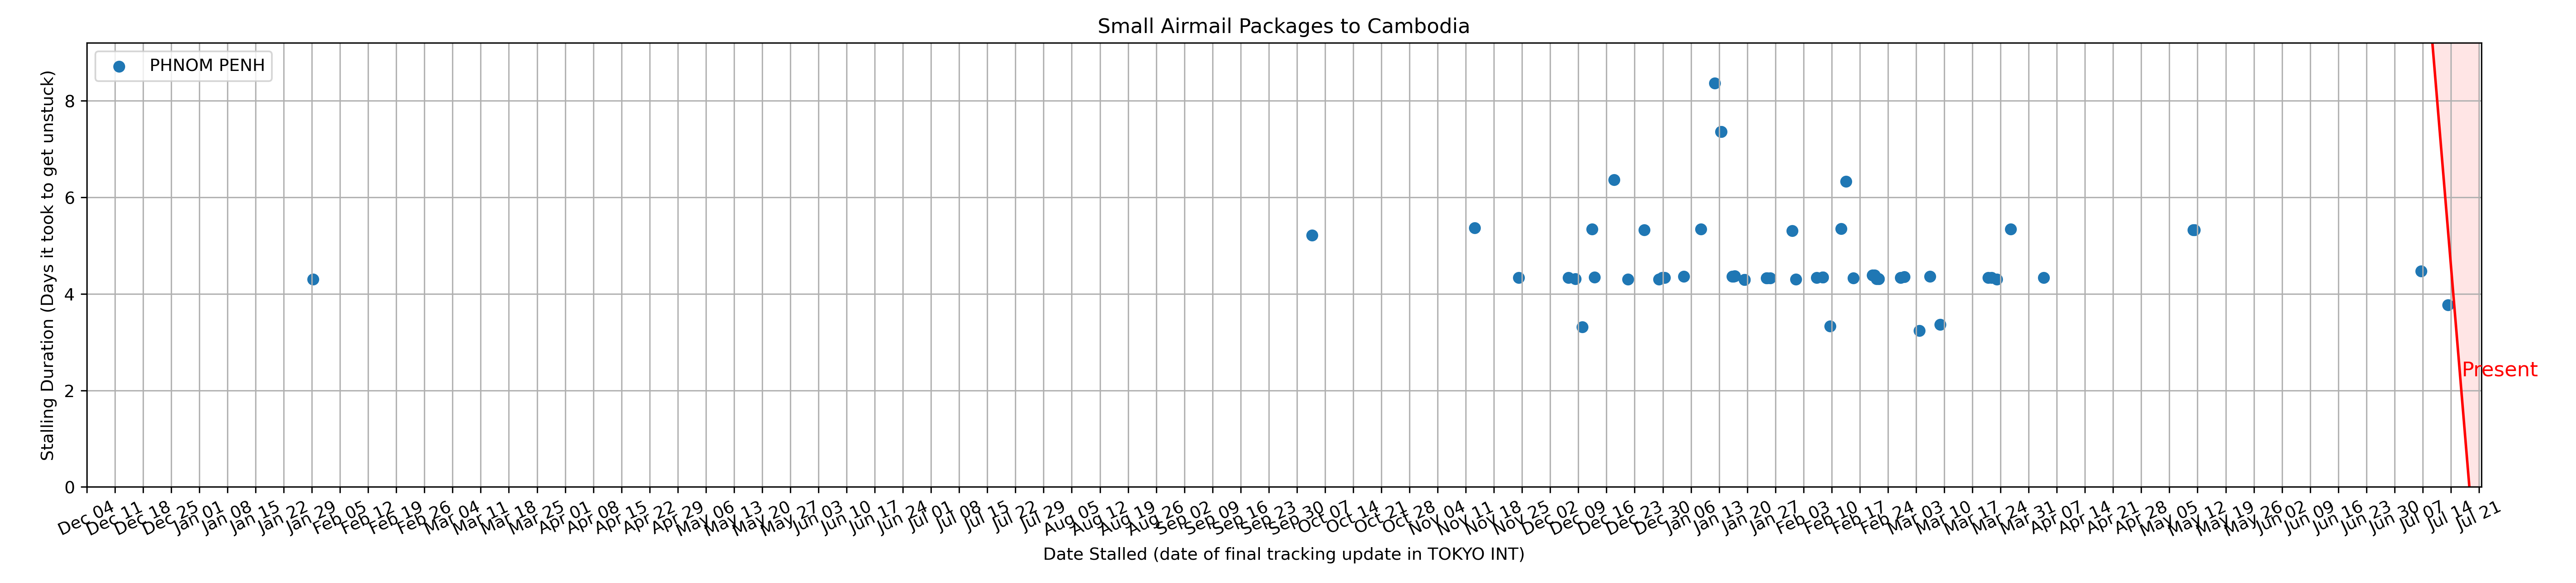 Small Airmail Packages to Cambodia
PHNOM PENH
Stalling Duration (Days it took to get unstuck)
8
6
4
2
0
Present
Dec 04
Dec 11
Dec 18
Dec 25
Jan 01
Jan 08
Jan 15
Jan 22
Jan 29
Feb 05
Feb 12
Feb 19
Feb 26
Mar 04
Mar 11
Mar 18
Mar 25
Apr 01
Apr 08
Apr 15
Apr 22
Apr 29
May 06
May 13
May 20
May 27
Jun 03
Jun 10
Jun 17
Jun 24
Jul 01
Jul 08
Jul 15
Jul 22
Jul 29
Aug 05
Aug 12
Aug 19
Aug 26
Sep 02
Sep 09
Sep 16
Sep 23
Sep 30
Oct 07
Oct 14
Oct 21
Oct 28
Nov 04
Nov 11
Nov 18
Nov 25
Dec 02
Dec 09
Dec 16
Dec 23
Dec 30
Jan 06
Jan 13
Jan 20
Jan 27
Feb 03
Feb 10
Feb 17
Feb 24
Mar 03
Mar 10
Mar 17
Mar 24
Mar 31
Apr 07
Apr 14
Apr 21
Apr 28
May 05
May 12
May 19
May 26
Jun 02
Jun 09
Jun 16
Jun 23
Jun 30
Jul 07
Jul 14
Jul 21
Date Stalled (date of final tracking update in TOKYO INT)